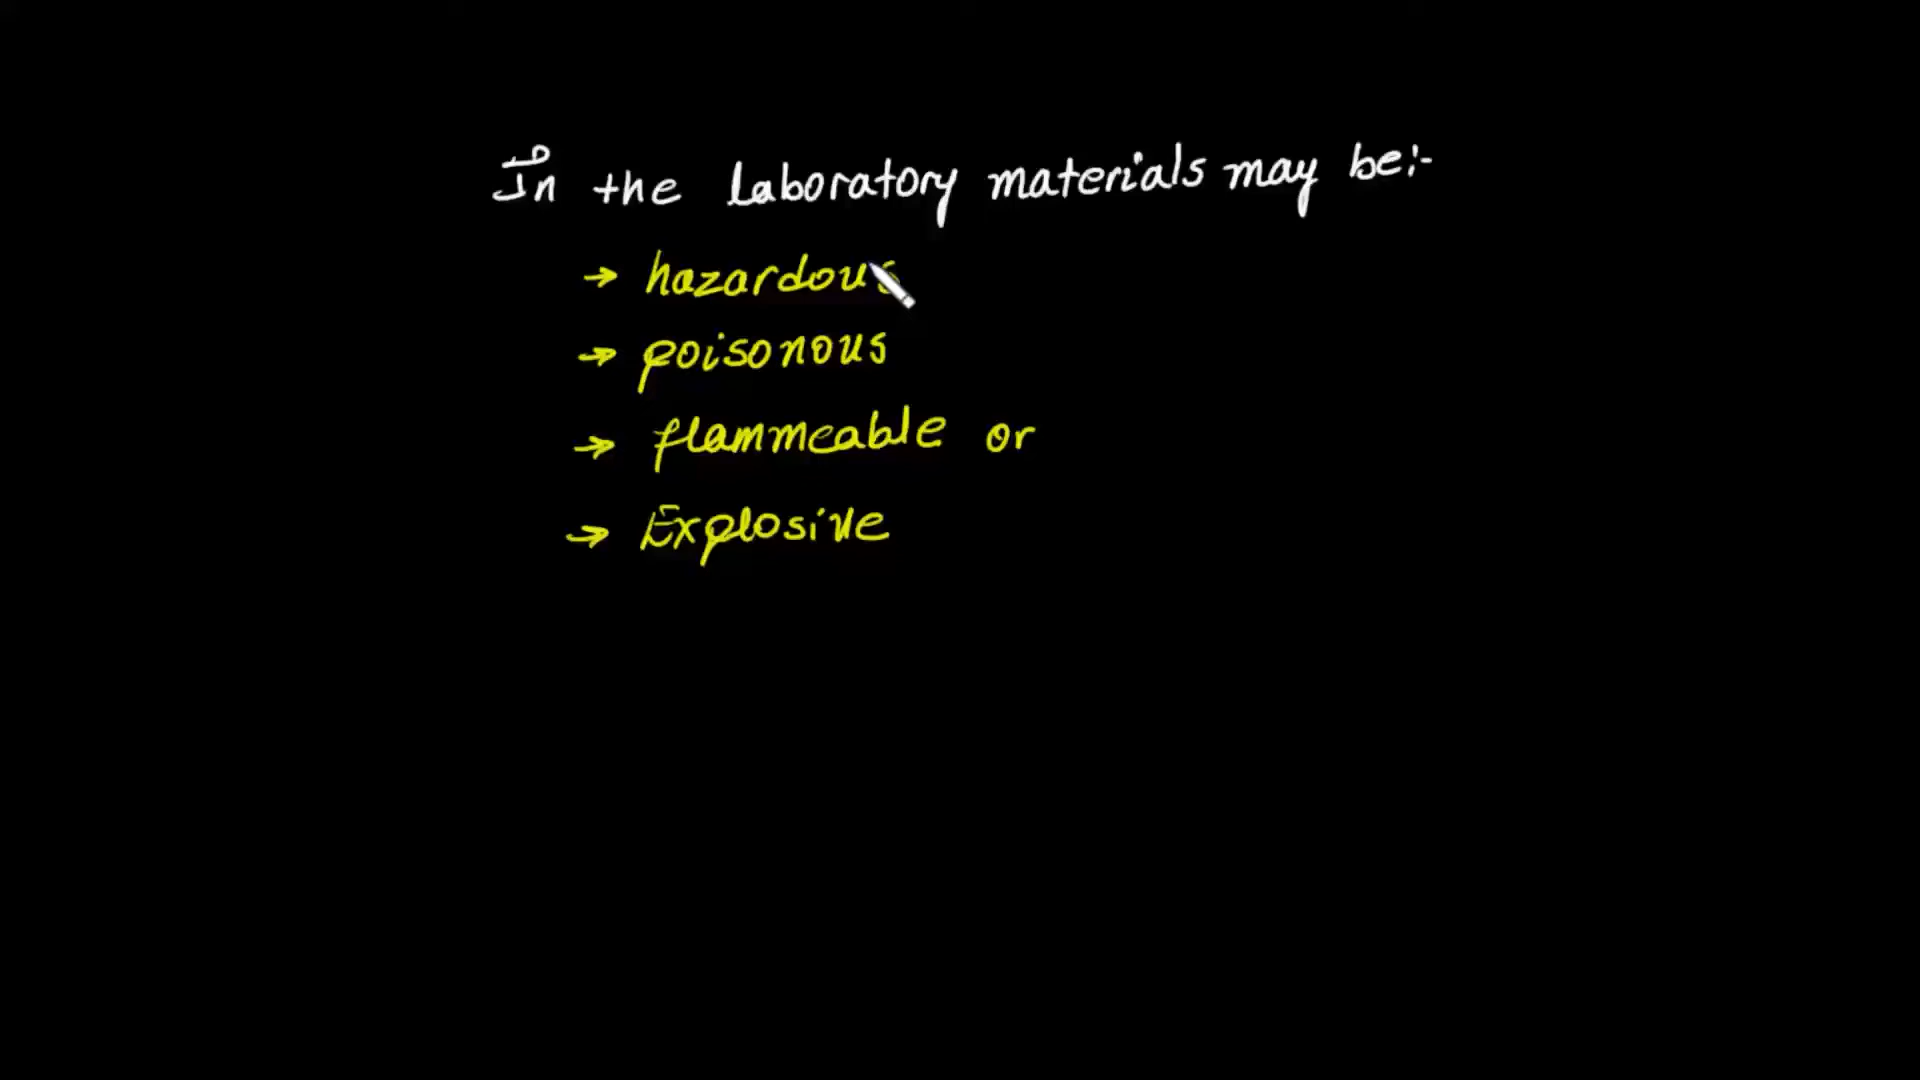 In the laboratory materials may be:-
→ hazardous
→ poisonous
→ flammeable or
→ Explosive